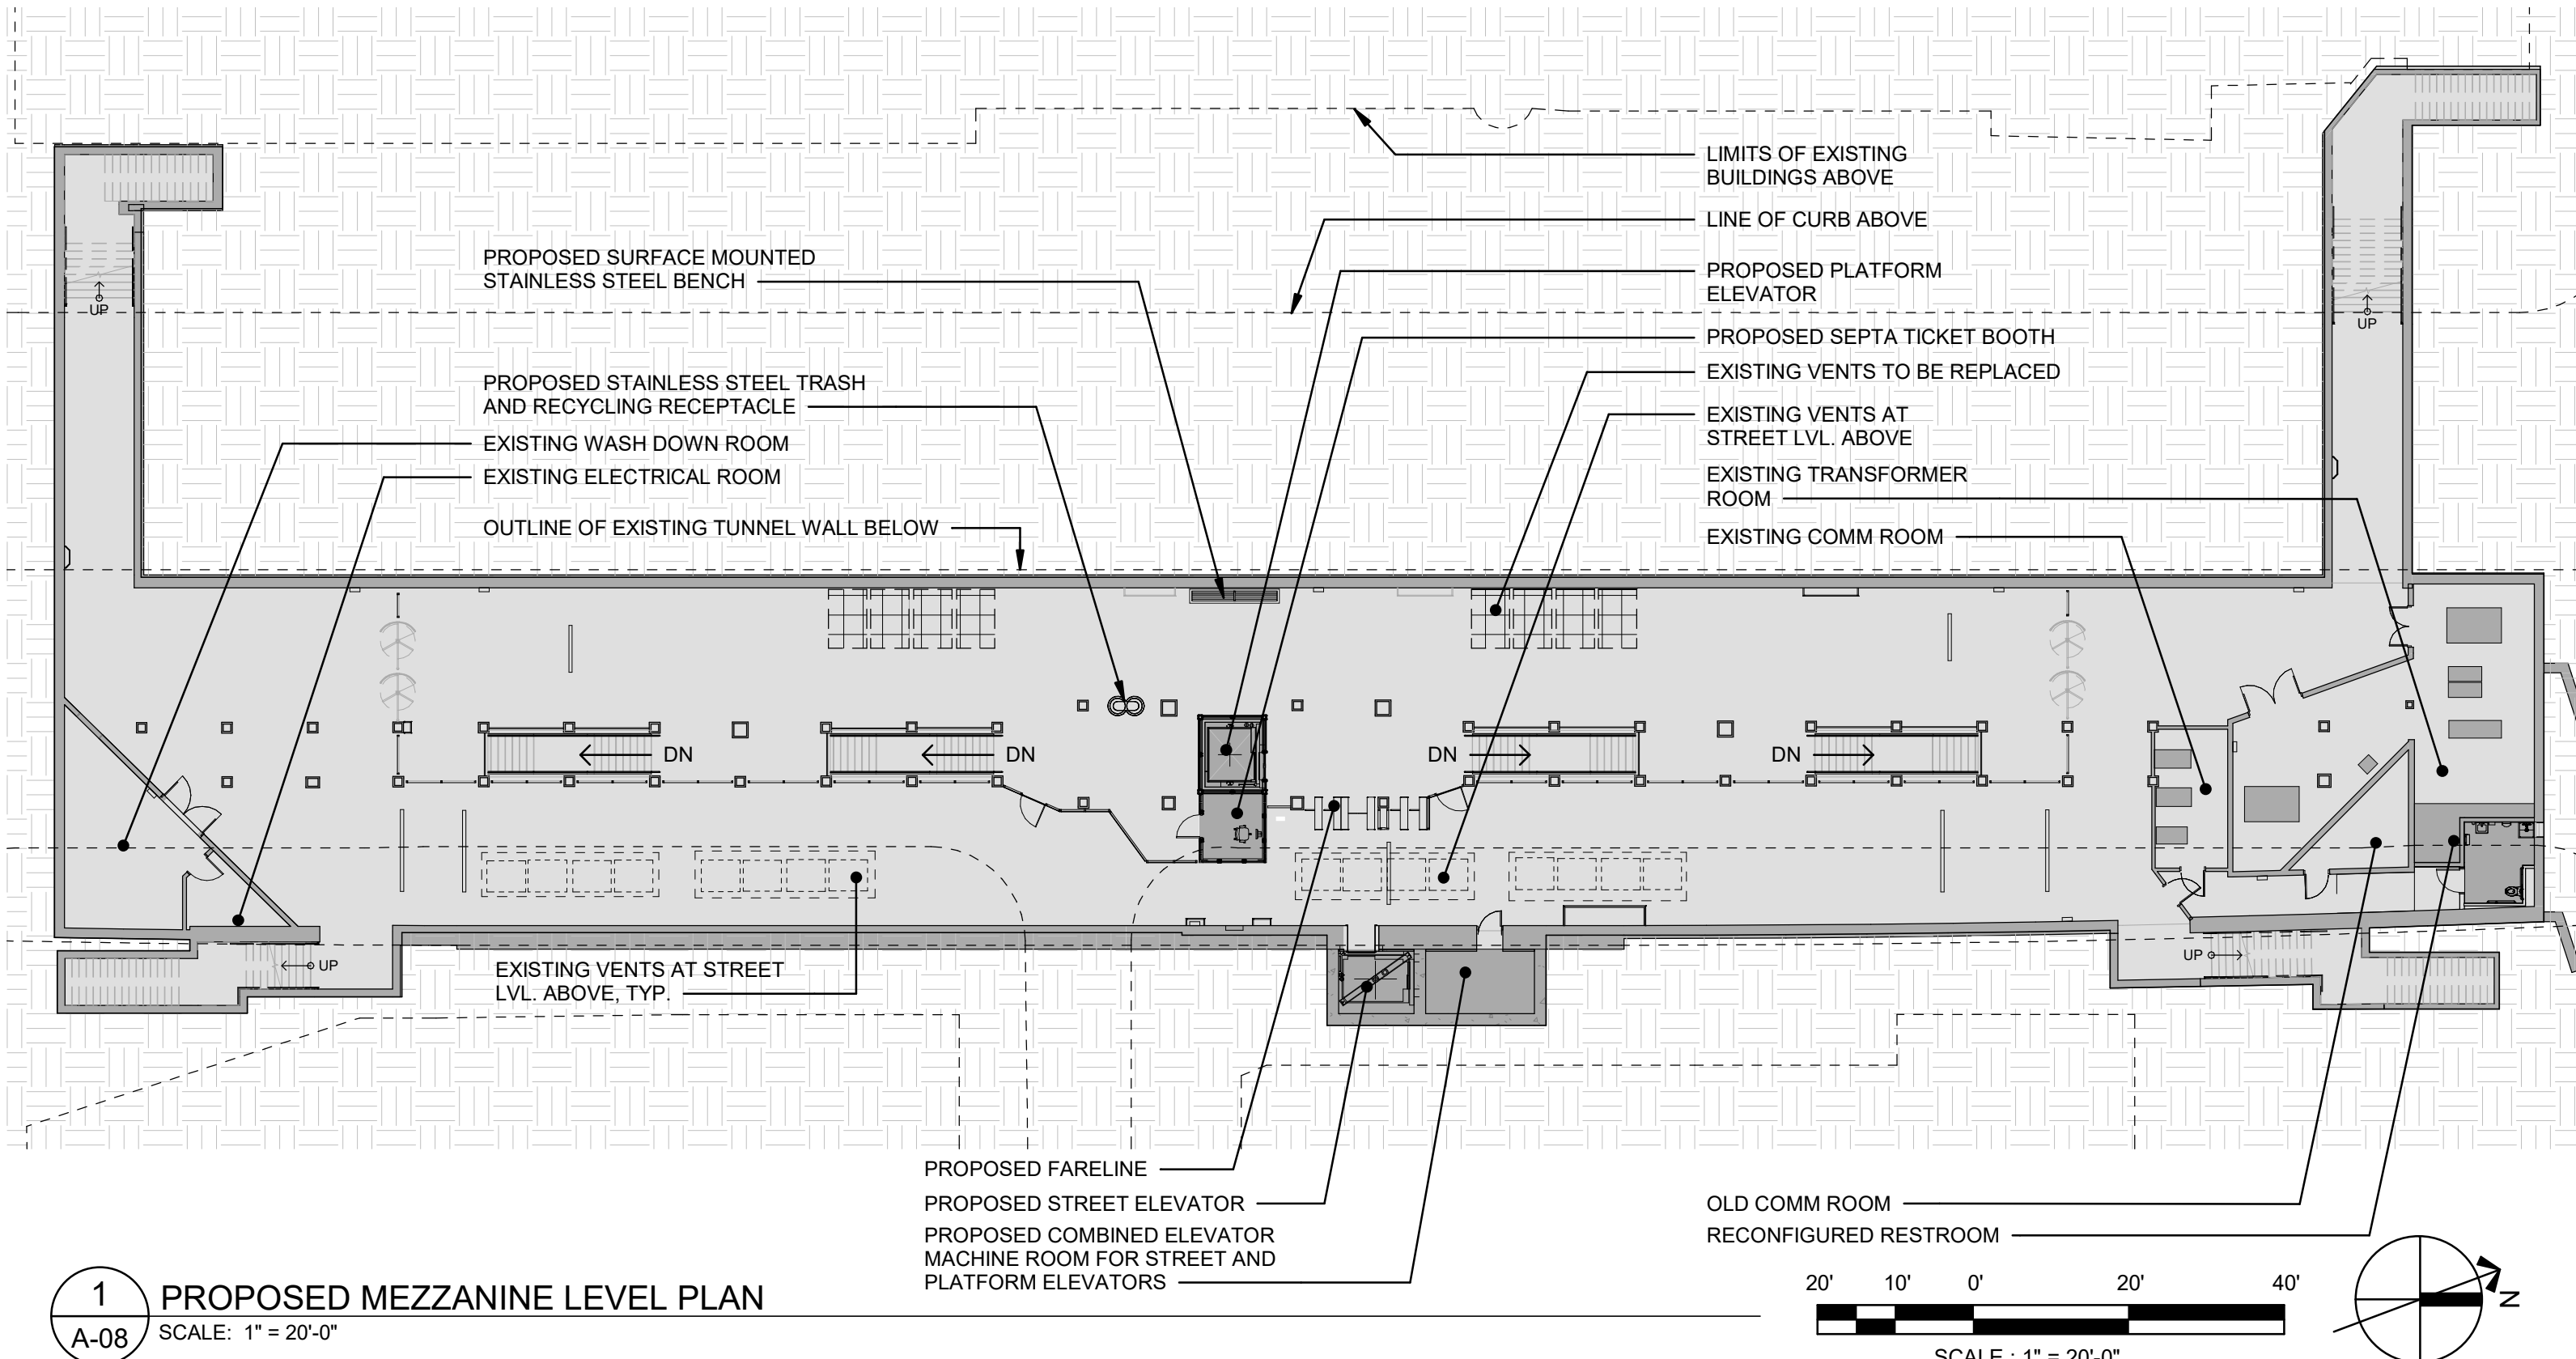 LIMITS OF EXISTING
BUILDINGS ABOVE
LINE OF CURB ABOVE
PROPOSED SURFACE MOUNTED
STAINLESS STEEL BENCH
PROPOSED PLATFORM
ELEVATOR
UP
UP
PROPOSED SEPTA TICKET BOOTH
EXISTING VENTS TO BE REPLACED
PROPOSED STAINLESS STEEL TRASH
AND RECYCLING RECEPTACLE
EXISTING VENTS AT
STREET LVL. ABOVE
EXISTING WASH DOWN ROOM
EXISTING ELECTRICAL ROOM
EXISTING TRANSFORMER
ROOM
OUTLINE OF EXISTING TUNNEL WALL BELOW
EXISTING COMM ROOM
DN
DN
DN
DN
UP
UP
EXISTING VENTS AT STREET
LVL. ABOVE, TYP.
PROPOSED FARELINE
PROPOSED STREET ELEVATOR
PROPOSED COMBINED ELEVATOR
MACHINE ROOM FOR STREET AND
PLATFORM ELEVATORS
OLD COMM ROOM
RECONFIGURED RESTROOM
1
A-08
PROPOSED MEZZANINE LEVEL PLAN
SCALE: 1" = 20'-0"
20' 10' 0' 20' 40'
SCALE : 1" = 20'-0"
N